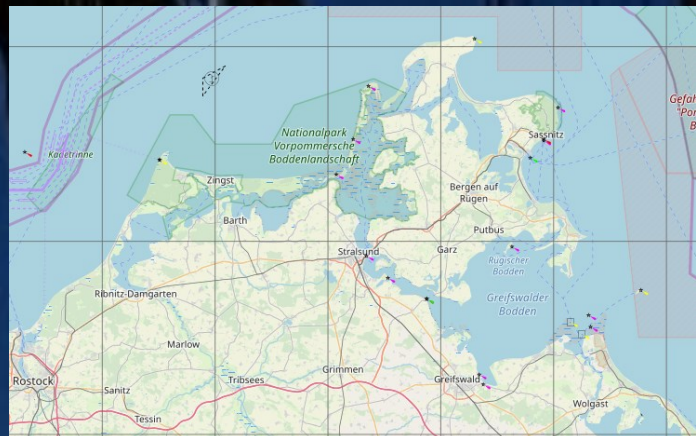 Gefah
"Por
B
Kadetrinne
Nationalpark
Vorpommersche
Boddenlandschaft
Sassnitz
Zingst
Bergen auf
Rügen
Barth
Putbus
Stralsund
Garz
Rügischer
Bodden
Ribnitz-Damgarten
Greifswalder
Bodden
Marlow
Grimmen
Rostock
Tribsees
Greifswald
Sanitz
Wolgast
Tessin